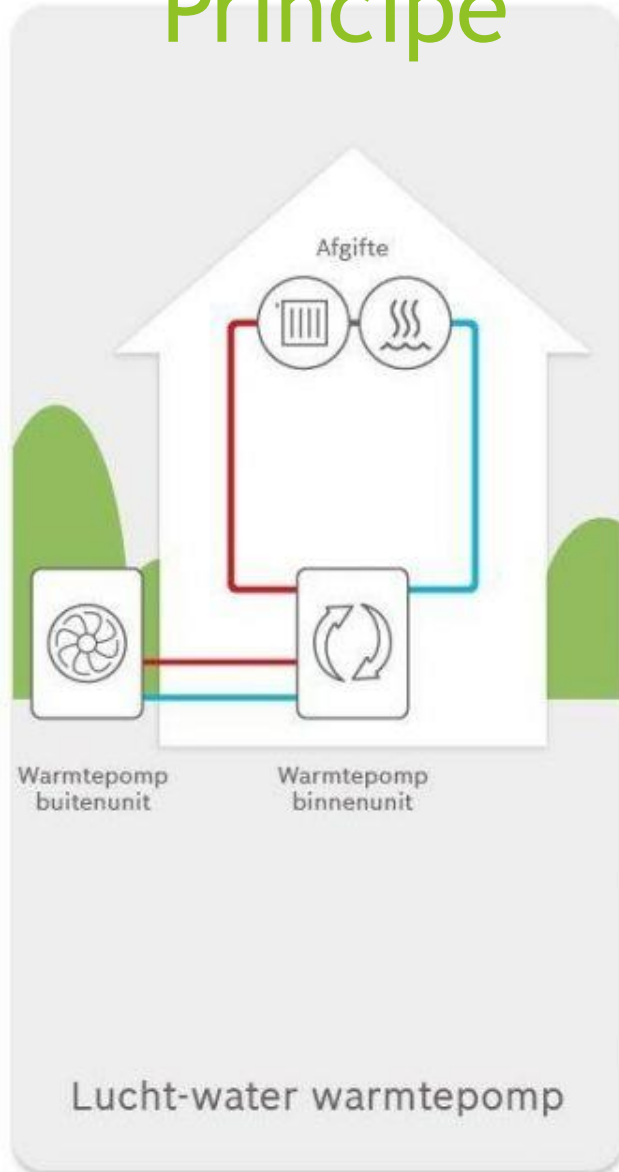 Principe
Afgifte
Warmtepomp
buitenunit
Warmtepomp
binnenunit
Lucht-water warmtepomp